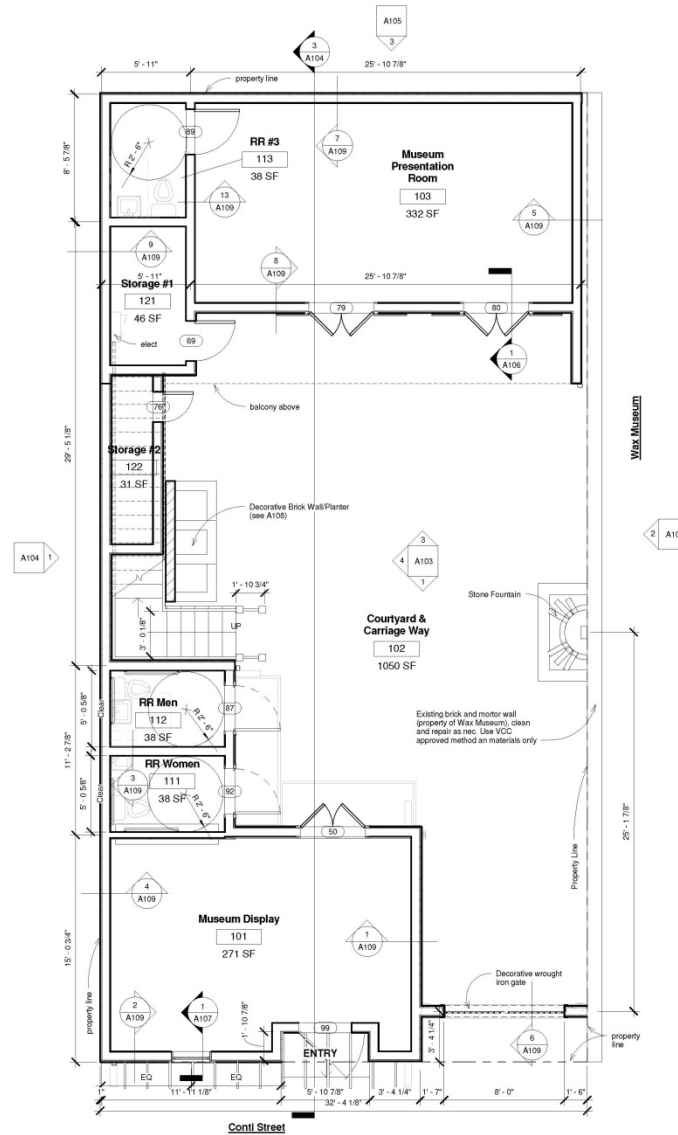 A105
3
3
A104
5' - 11"
25' - 10 7/8"
property line
8' - 5 7/8"
89
R 2' - 6"
RR #3
113
38 SF
7
A109
Museum
Presentation
Room
103
332 SF
13
A109
5
A109
9
A109
8
A109
5' - 11"
25' - 10 7/8"
Storage #1
121
46 SF
79
80
elect
69
1
A106
29' - 5 1/8"
76
balcony above
Wax Museum
Storage #2
122
31 SF
Decorative Brick Wall/Planter
(see A108)
A104
1
3
4
A103
1
2
1' - 10 3/4"
Stone Fountain
UP
3' - 0 1/8"
Courtyard &
Carriage Way
102
1050 SF
RR Men
112
38 SF
87
R 2' - 6"
Clear
5' - 0 5/8"
11' - 2 7/8"
Existing brick and mortor wall
(property of Wax Museum), clean
and repair as nec. Use VCC
approved method an materials only
RR Women
111
38 SF
3
A109
92
R 2' - 6"
Clear
5' - 0 5/8"
50
25' - 1 7/8"
Property Line
4
A109
Museum Display
101
271 SF
1
A109
15' - 0 3/4"
property line
2
A109
1
A107
1' - 10 7/8"
99
ENTRY
Decorative wrought
iron gate
3' - 4 1/4"
6
A109
property
line
EQ
EQ
1"
11' - 11 1/8"
5' - 10 7/8"
3' - 4 1/4"
1' - 7"
8' - 0"
1' - 6"
32' - 4 1/8"
Conti Street